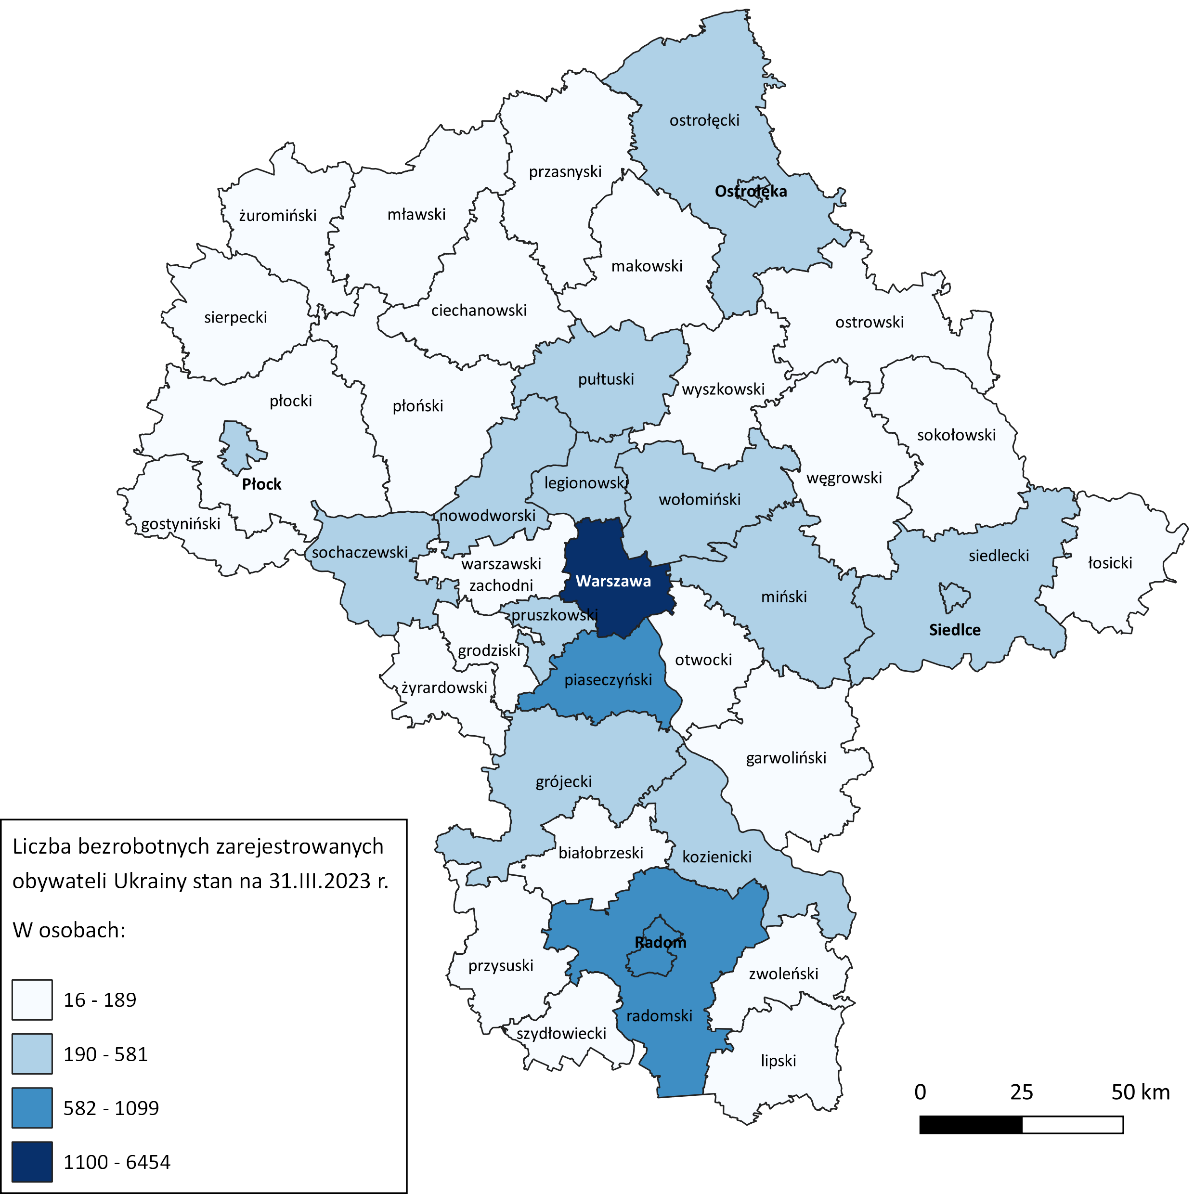 ostrołęcki
przasnyski
Ostrołęka
żuromiński
mławski
makowski
ciechanowski
sierpecki
ostrowski
pułtuski
wyszkowski
płocki
płoński
sokołowski
węgrowski
Płock
legionowski
wołomiński
nowodworski
gostyniński
sochaczewski
siedlecki
łosicki
warszawski
zachodni
Warszawa
miński
pruszkowski
Siedlce
grodziski
otwocki
piaseczyński
żyrardowski
garwoliński
grójecki
białobrzeski
kozienicki
Radom
przysuski
zwoleński
radomski
szydłowiecki
lipski
Liczba bezrobotnych zarejestrowanych
obywateli Ukrainy stan na 31.III.2023 r.
W osobach:
16 - 189
190 - 581
582 - 1099
1100 - 6454
0 25 50 km